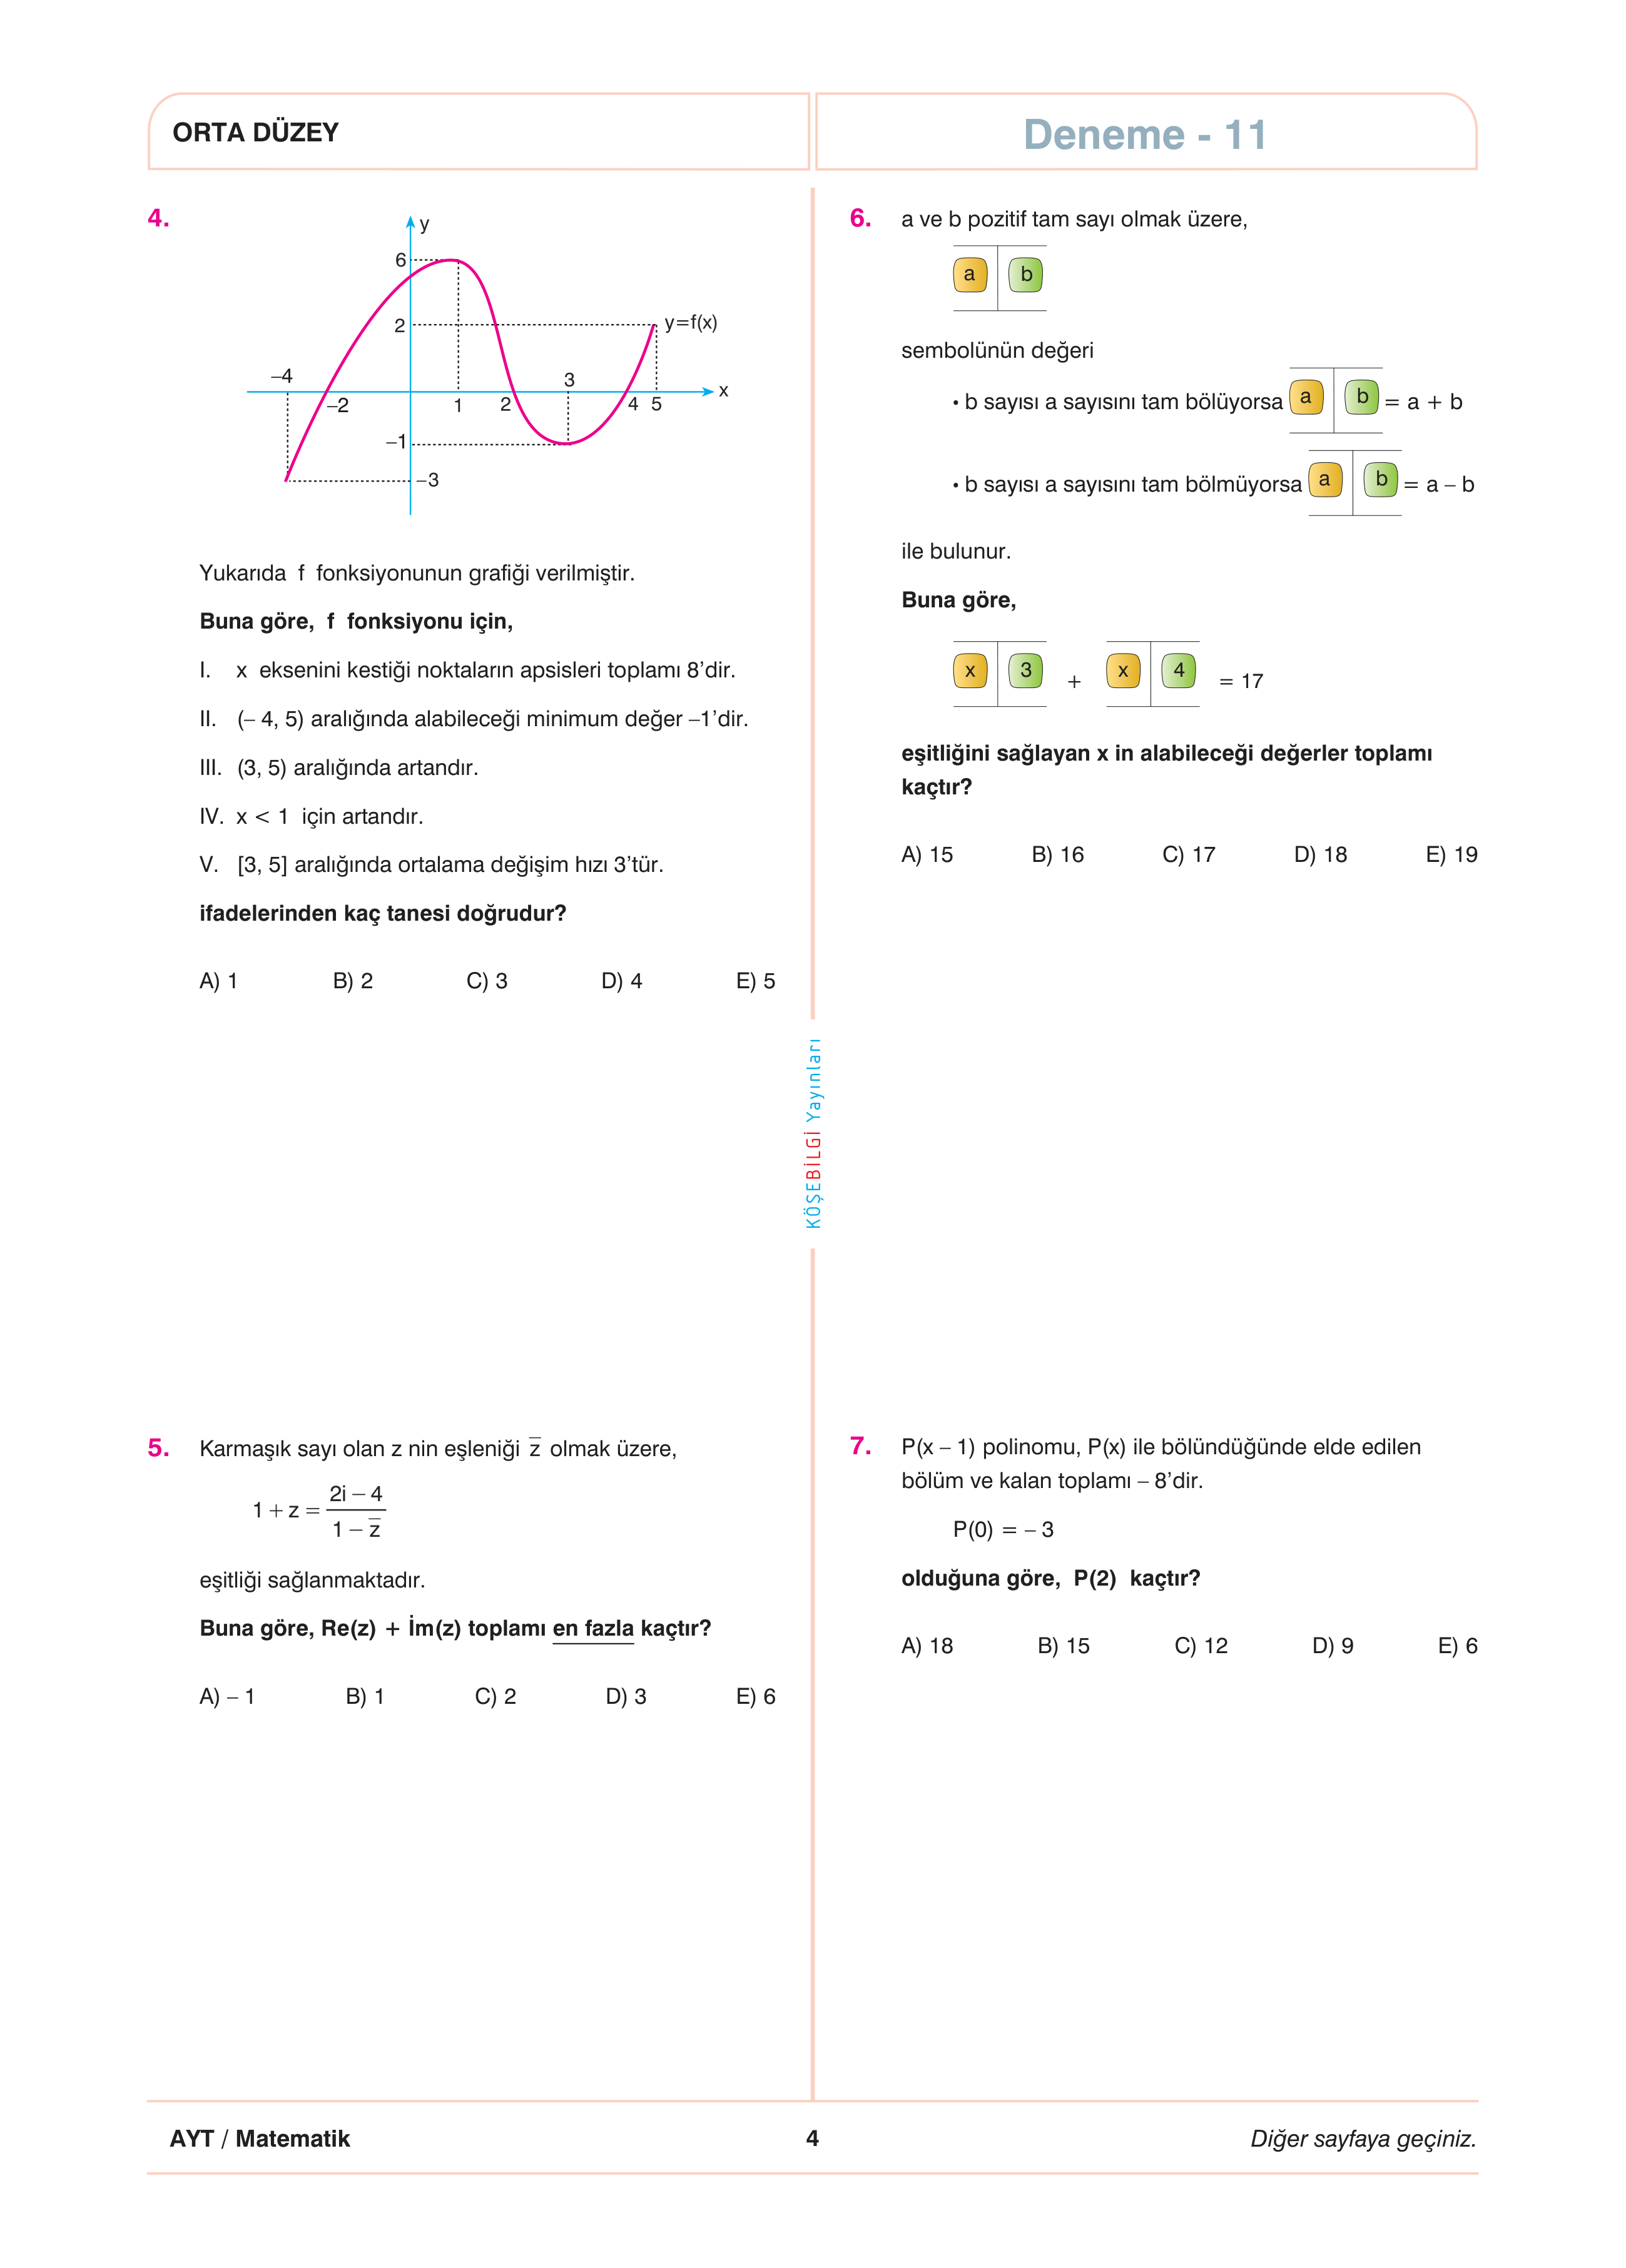 ORTA DÜZEY
Deneme - 11
4.
y
6
2
y=f(x)
–4
3
x
–2
1
2
4
5
–1
–3
Yukarıda f fonksiyonunun grafiği verilmiştir.
Buna göre, f fonksiyonu için,
I. x eksenini kestiği noktaların apsisleri toplamı 8’dir.
II. (– 4, 5) aralığında alabileceği minimum değer –1’dir.
III. (3, 5) aralığında artandır.
IV. x < 1 için artandır.
V. [3, 5] aralığında ortalama değişim hızı 3’tür.
ifadelerinden kaç tanesi doğrudur?
A) 1 B) 2 C) 3 D) 4 E) 5
5. Karmaşık sayı olan z nin eşleniği z̅ olmak üzere,
1 + z = (2i – 4) / (1 – z̅)
eşitliği sağlanmaktadır.
Buna göre, Re(z) + İm(z) toplamı en fazla kaçtır?
A) – 1 B) 1 C) 2 D) 3 E) 6
KÖŞEBİLGİ Yayınları
6. a ve b pozitif tam sayı olmak üzere,
a b
sembolünün değeri
• b sayısı a sayısını tam bölüyorsa a b = a + b
• b sayısı a sayısını tam bölmüyorsa a b = a – b
ile bulunur.
Buna göre,
x 3 + x 4 = 17
eşitliğini sağlayan x in alabileceği değerler toplamı
kaçtır?
A) 15 B) 16 C) 17 D) 18 E) 19
7. P(x – 1) polinomu, P(x) ile bölündüğünde elde edilen
bölüm ve kalan toplamı – 8’dir.
P(0) = – 3
olduğuna göre, P(2) kaçtır?
A) 18 B) 15 C) 12 D) 9 E) 6
AYT / Matematik
4
Diğer sayfaya geçiniz.